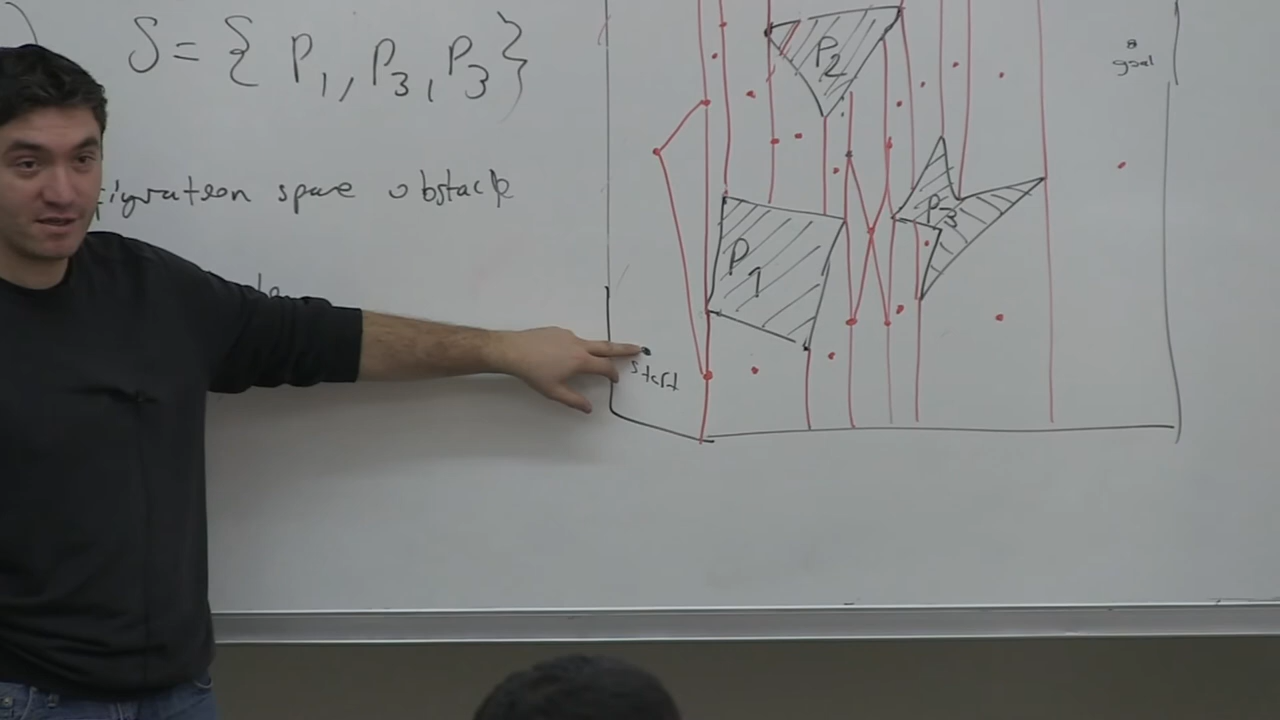 S = { P1, P3, P3 }
P2
goal
figuration space obstacle
P3
P1
start